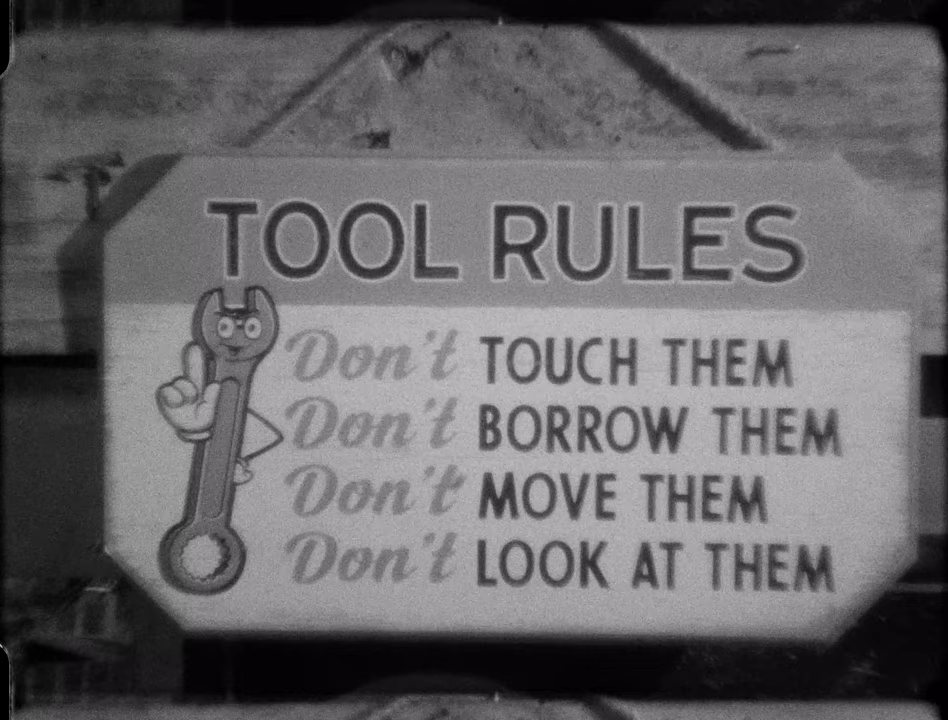 TOOL RULES
Don't TOUCH THEM
Don't BORROW THEM
Don't MOVE THEM
Don't LOOK AT THEM